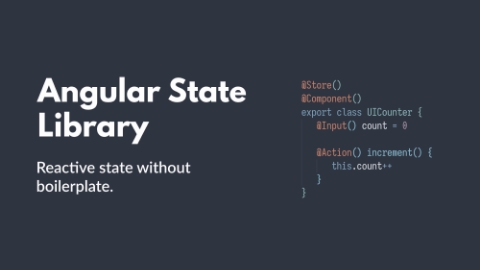 Angular State
Library
Reactive state without
boilerplate.
@Store()
@Component()
export class UICounter {
@Input() count = 0
@Action() increment() {
this.count++
}
}